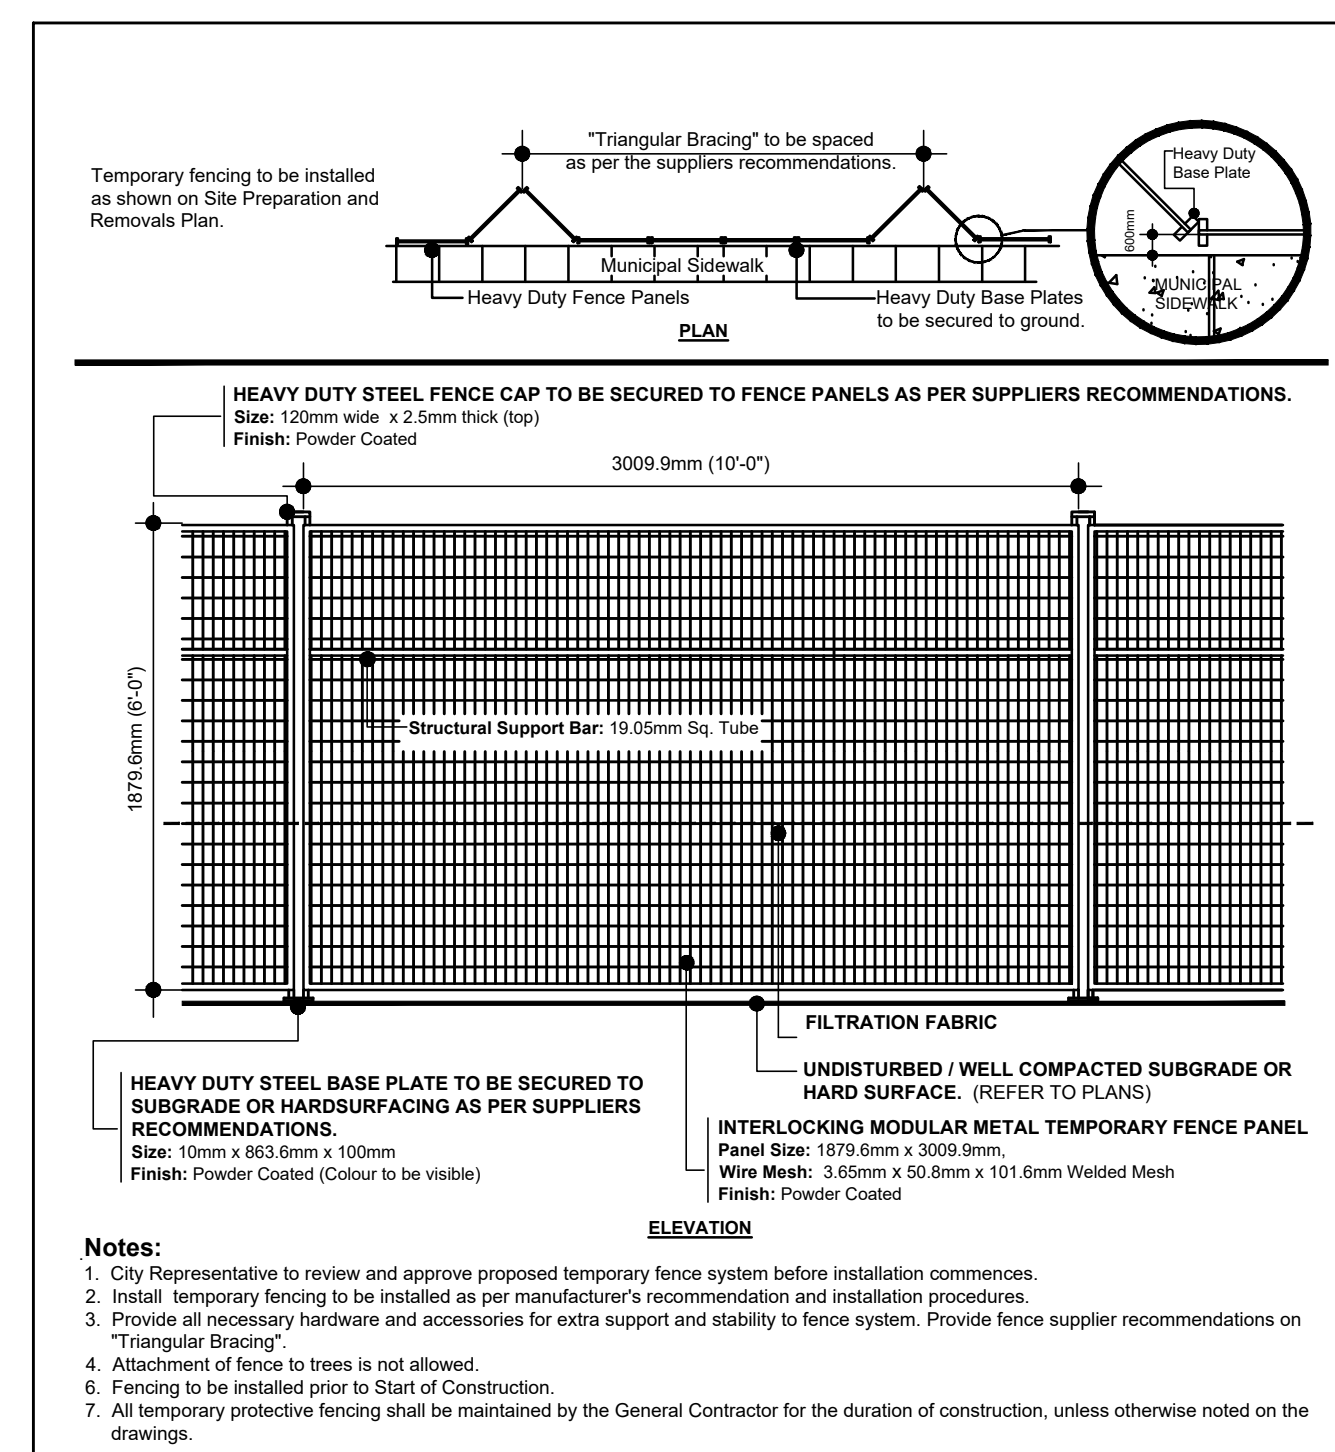 Temporary fencing to be installed
as shown on Site Preparation and
Removals Plan.
"Triangular Bracing" to be spaced
as per the suppliers recommendations.
Heavy Duty
Base Plate
600mm
MUNICIPAL
SIDEWALK
Municipal Sidewalk
Heavy Duty Fence Panels
Heavy Duty Base Plates
to be secured to ground.
PLAN
HEAVY DUTY STEEL FENCE CAP TO BE SECURED TO FENCE PANELS AS PER SUPPLIERS RECOMMENDATIONS.
Size: 120mm wide x 2.5mm thick (top)
Finish: Powder Coated
3009.9mm (10'-0")
1879.6mm (6'-0")
Structural Support Bar: 19.05mm Sq. Tube
FILTRATION FABRIC
UNDISTURBED / WELL COMPACTED SUBGRADE OR
HARD SURFACE. (REFER TO PLANS)
HEAVY DUTY STEEL BASE PLATE TO BE SECURED TO
SUBGRADE OR HARDSURFACING AS PER SUPPLIERS
RECOMMENDATIONS.
Size: 10mm x 863.6mm x 100mm
Finish: Powder Coated (Colour to be visible)
INTERLOCKING MODULAR METAL TEMPORARY FENCE PANEL
Panel Size: 1879.6mm x 3009.9mm,
Wire Mesh: 3.65mm x 50.8mm x 101.6mm Welded Mesh
Finish: Powder Coated
ELEVATION
Notes:
1. City Representative to review and approve proposed temporary fence system before installation commences.
2. Install temporary fencing to be installed as per manufacturer's recommendation and installation procedures.
3. Provide all necessary hardware and accessories for extra support and stability to fence system. Provide fence supplier recommendations on
"Triangular Bracing".
4. Attachment of fence to trees is not allowed.
6. Fencing to be installed prior to Start of Construction.
7. All temporary protective fencing shall be maintained by the General Contractor for the duration of construction, unless otherwise noted on the
drawings.